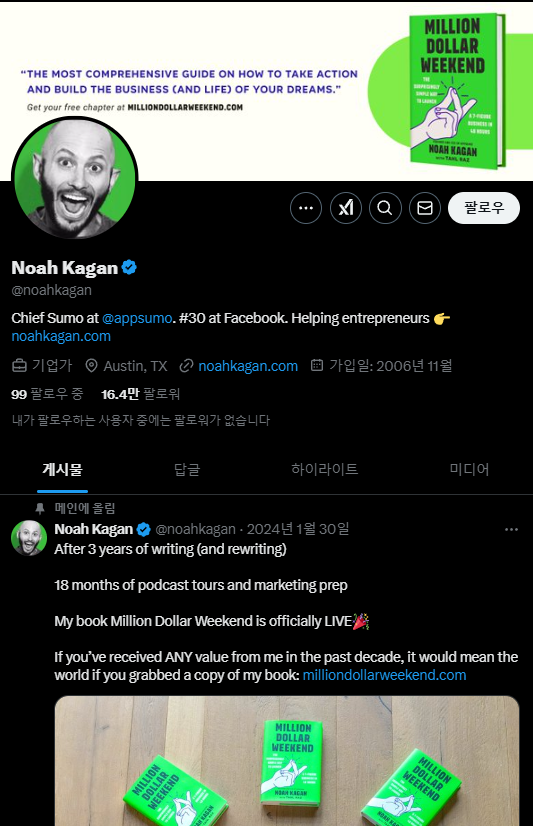 “THE MOST COMPREHENSIVE GUIDE ON HOW TO TAKE ACTION
AND BUILD THE BUSINESS (AND LIFE) OF YOUR DREAMS.”
Get your free chapter at MILLIONDOLLARWEEKEND.COM
MILLION
DOLLAR
WEEKEND
THE
SURPRISINGLY
SIMPLE WAY
TO LAUNCH
A 7-FIGURE
BUSINESS IN
48 HOURS
NOAH KAGAN
WITH TAHL RAZ
팔로우
Noah Kagan
@noahkagan
Chief Sumo at @appsumo. #30 at Facebook. Helping entrepreneurs 👉
noahkagan.com
기업가 Austin, TX noahkagan.com 가입일: 2006년 11월
99 팔로우 중 16.4만 팔로워
내가 팔로우하는 사용자 중에는 팔로워가 없습니다
게시물 답글 하이라이트 미디어
메인에 올림
Noah Kagan @noahkagan · 2024년 1월 30일
After 3 years of writing (and rewriting)
18 months of podcast tours and marketing prep
My book Million Dollar Weekend is officially LIVE🎉
If you’ve received ANY value from me in the past decade, it would mean the
world if you grabbed a copy of my book: milliondollarweekend.com
MILLION
DOLLAR
WEEKEND
MILLION
DOLLAR
WEEKEND
NOAH KAGAN
MILLION
DOLLAR
WEEKEND